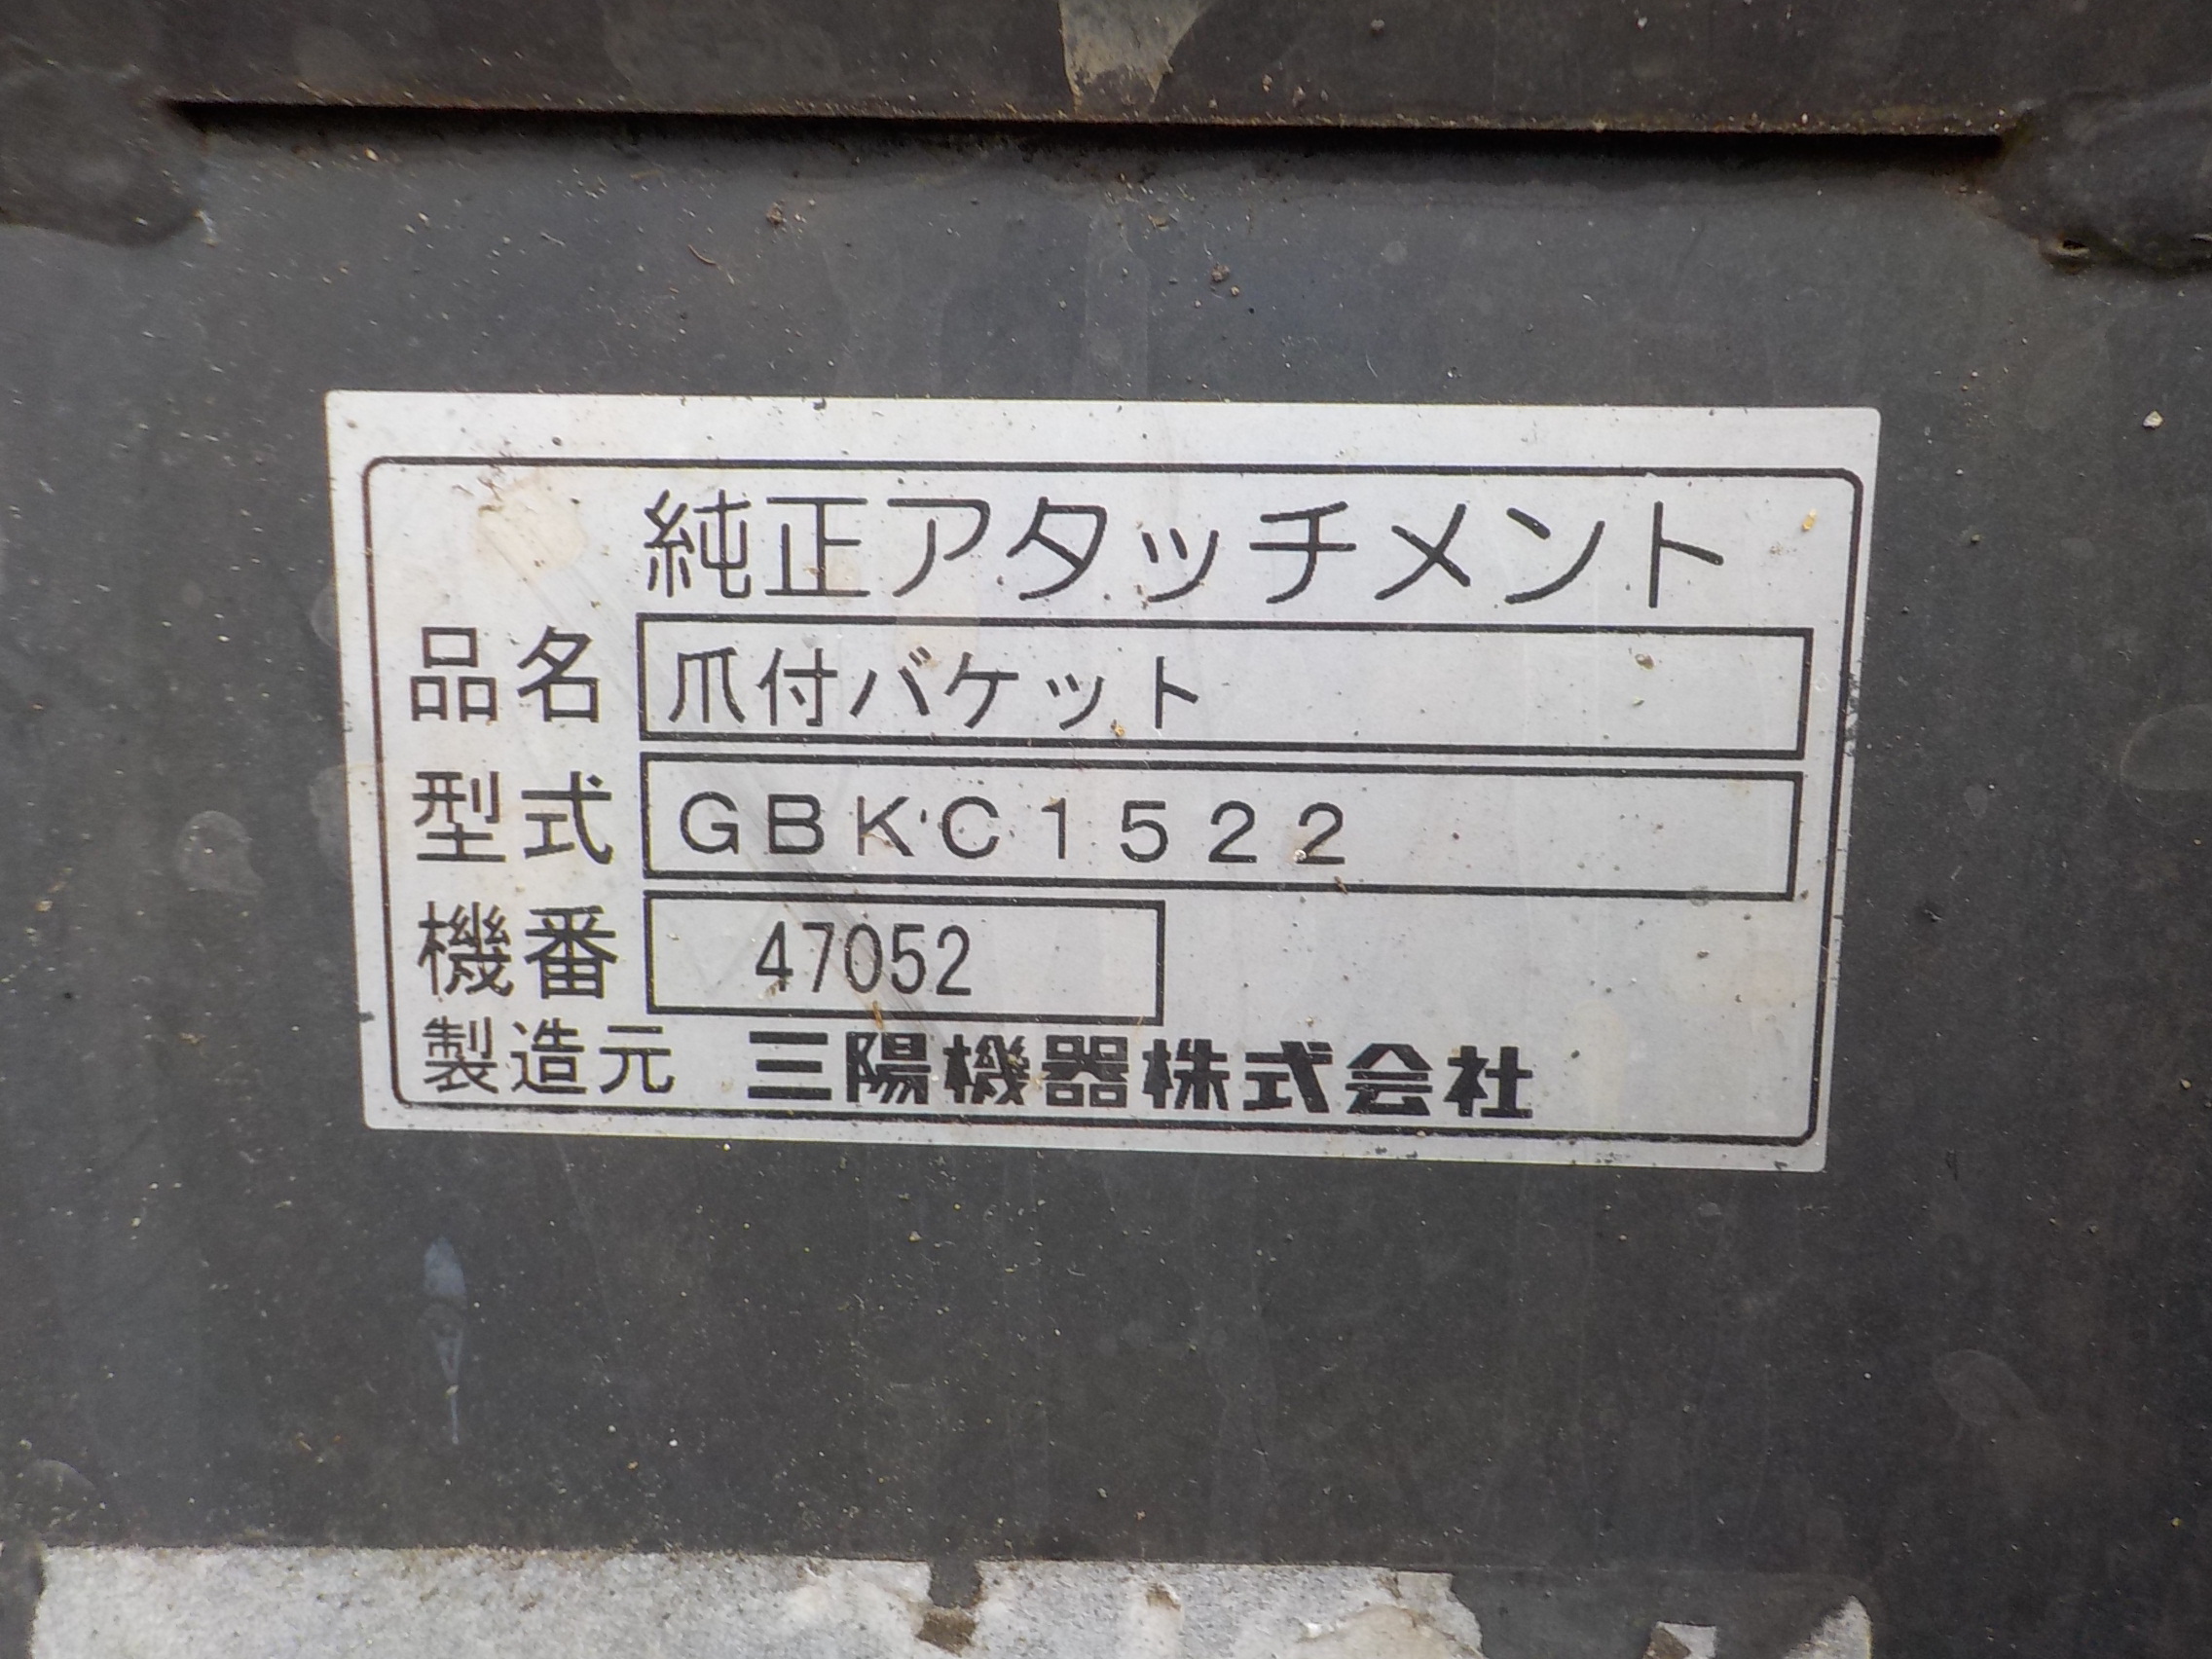 純正アタッチメント
品名 爪付バケット
型式 GBKC1522
機番 47052
製造元 三陽機器株式会社